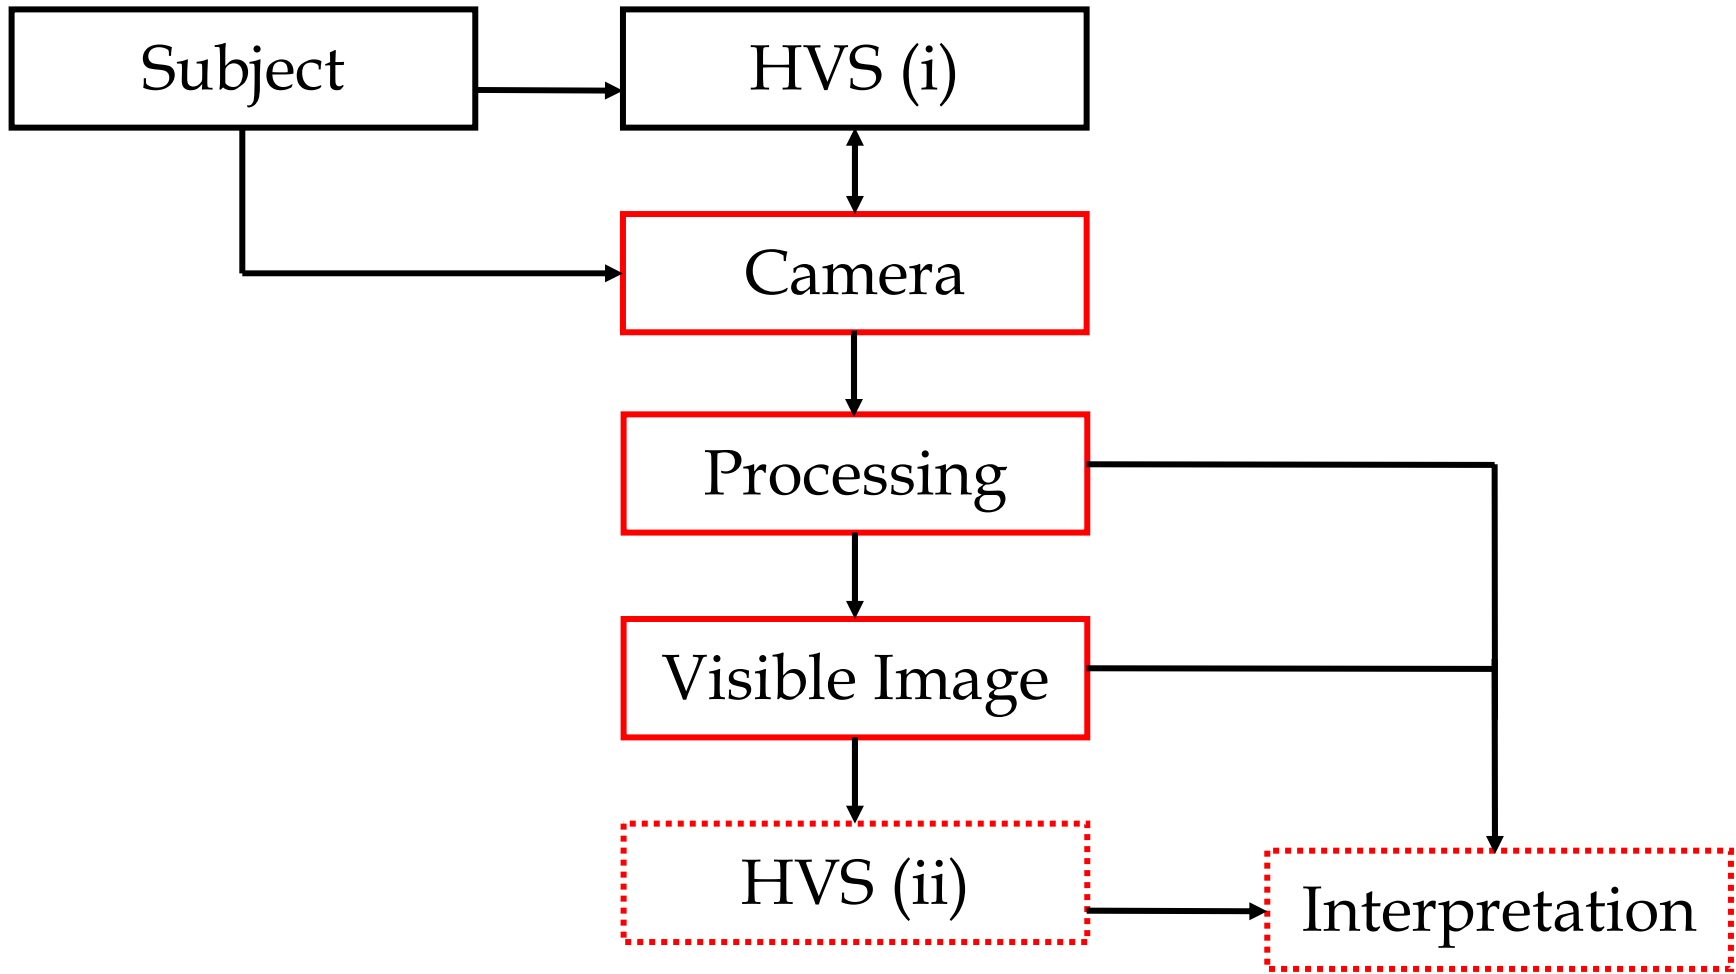 Subject
HVS (i)
Camera
Processing
Visible Image
HVS (ii)
Interpretation